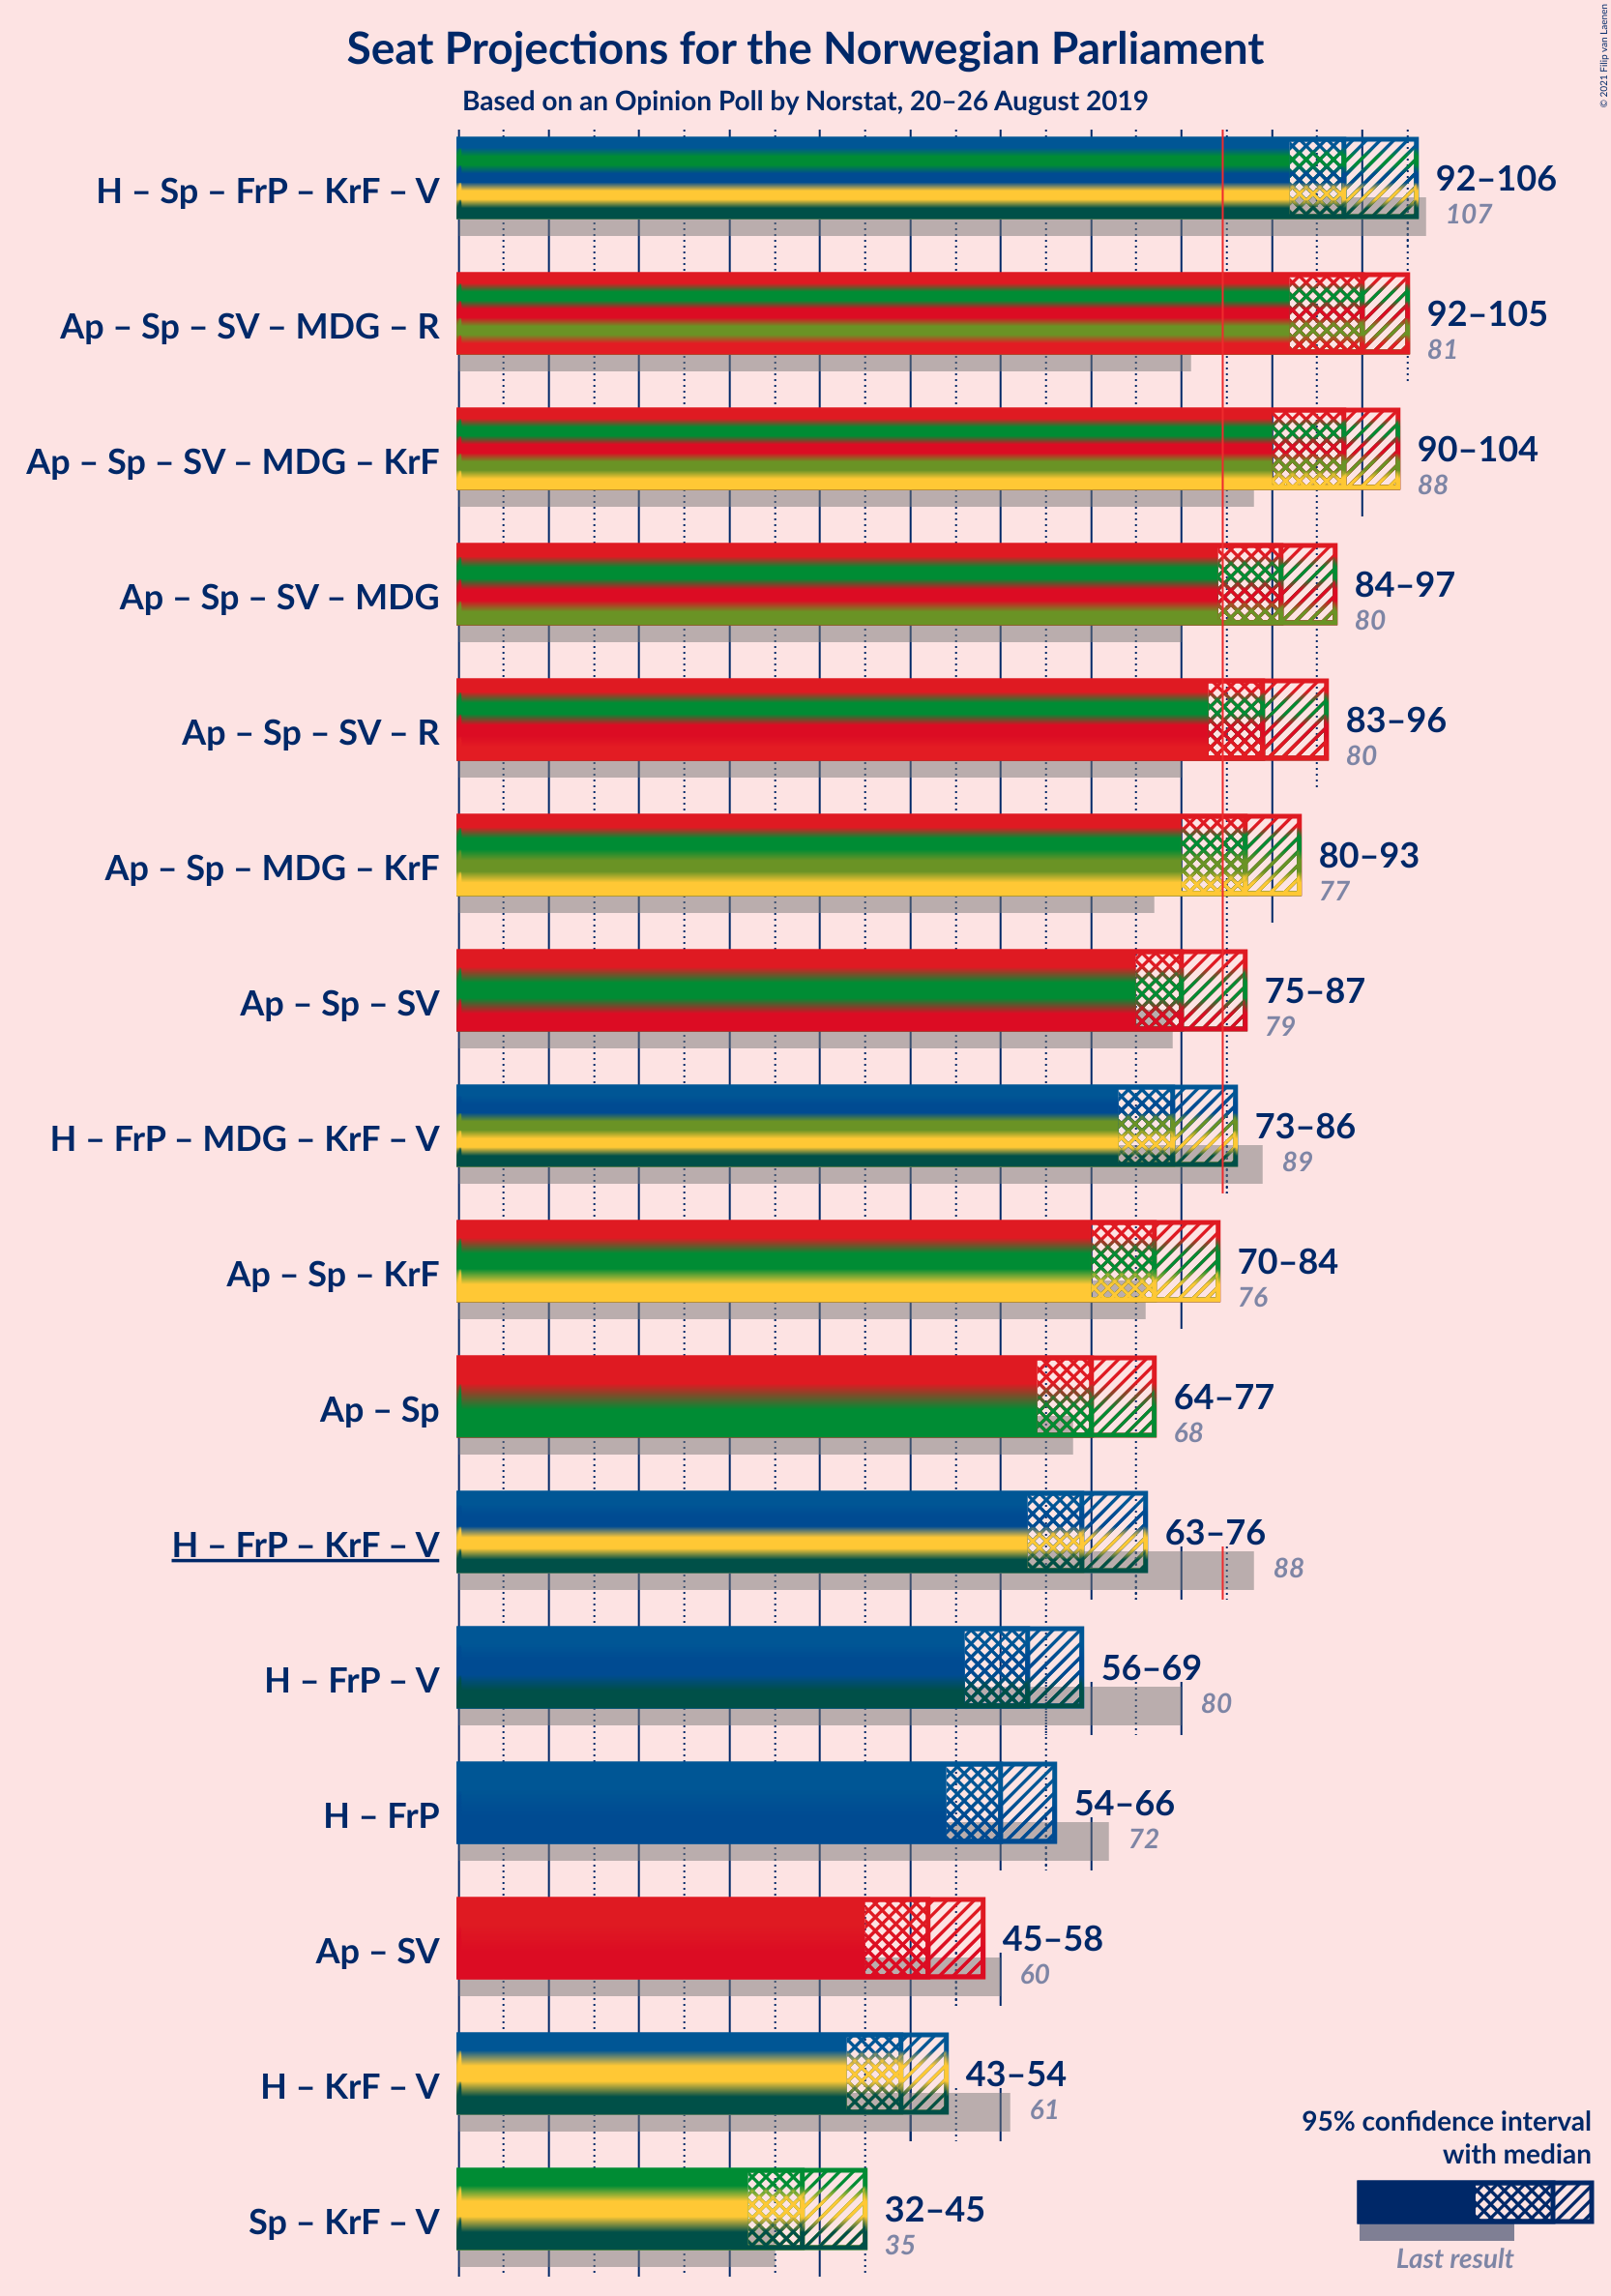 Seat Projections for the Norwegian Parliament
Based on an Opinion Poll by Norstat, 20–26 August 2019
© 2021 Filip van Laenen
H – Sp – FrP – KrF – V
92–106
107
Ap – Sp – SV – MDG – R
92–105
81
Ap – Sp – SV – MDG – KrF
90–104
88
Ap – Sp – SV – MDG
84–97
80
Ap – Sp – SV – R
83–96
80
Ap – Sp – MDG – KrF
80–93
77
Ap – Sp – SV
75–87
79
H – FrP – MDG – KrF – V
73–86
89
Ap – Sp – KrF
70–84
76
Ap – Sp
64–77
68
H – FrP – KrF – V
63–76
88
H – FrP – V
56–69
80
H – FrP
54–66
72
Ap – SV
45–58
60
H – KrF – V
43–54
61
Sp – KrF – V
32–45
35
95% confidence interval
with median
Last result